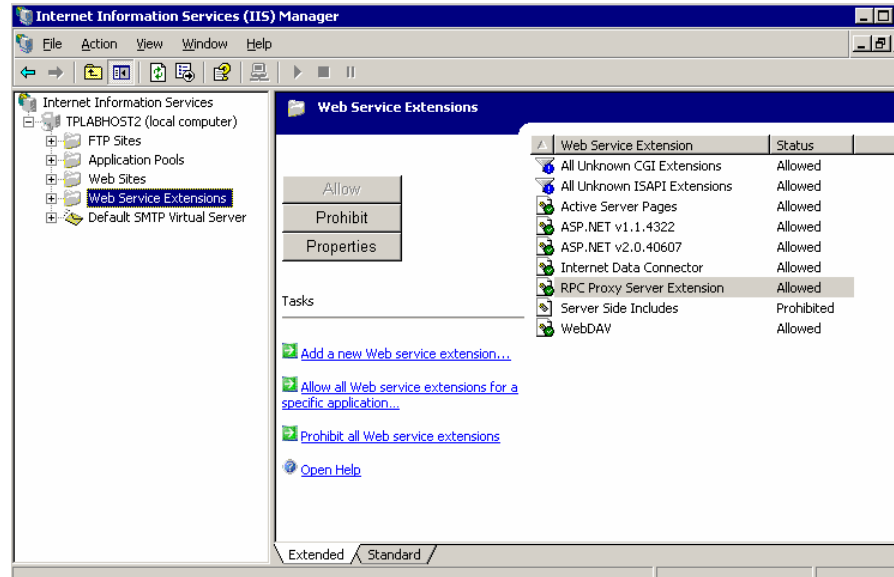 Internet Information Services (IIS) Manager
File Action View Window Help
Internet Information Services
TPLABHOST2 (local computer)
FTP Sites
Application Pools
Web Sites
Web Service Extensions
Default SMTP Virtual Server
Web Service Extensions
Allow
Prohibit
Properties
Tasks
Add a new Web service extension...
Allow all Web service extensions for a
specific application...
Prohibit all Web service extensions
Open Help
Web Service Extension Status
All Unknown CGI Extensions Allowed
All Unknown ISAPI Extensions Allowed
Active Server Pages Allowed
ASP.NET v1.1.4322 Allowed
ASP.NET v2.0.40607 Allowed
Internet Data Connector Allowed
RPC Proxy Server Extension Allowed
Server Side Includes Prohibited
WebDAV Allowed
Extended Standard